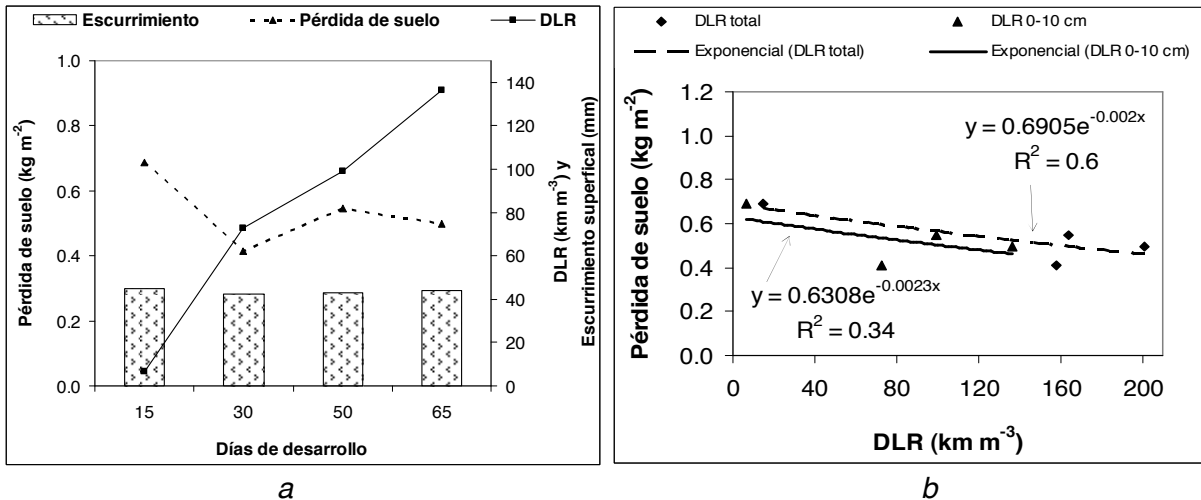 Escurrimiento Pérdida de suelo DLR
Pérdida de suelo (kg m-2)
1.0
0.8
0.6
0.4
0.2
0.0
140
120
100
80
60
40
20
0
DLR (km m-3) y
Escurrimiento superfical (mm)
15 30 50 65
Días de desarrollo
a
DLR total DLR 0-10 cm
Exponencial (DLR total) Exponencial (DLR 0-10 cm)
Pérdida de suelo (kg m-2)
1.2
1.0
0.8
0.6
0.4
0.2
0.0
y = 0.6905e-0.002x
R2 = 0.6
y = 0.6308e-0.0023x
R2 = 0.34
0 40 80 120 160 200
DLR (km m-3)
b